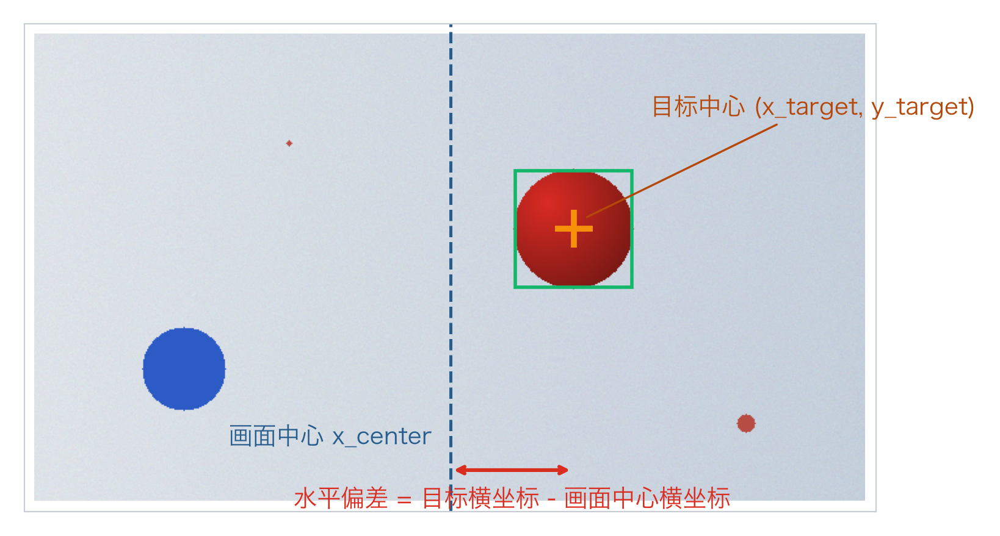 目标中心 (x_target, y_target)
画面中心 x_center
水平偏差 = 目标横坐标 - 画面中心横坐标